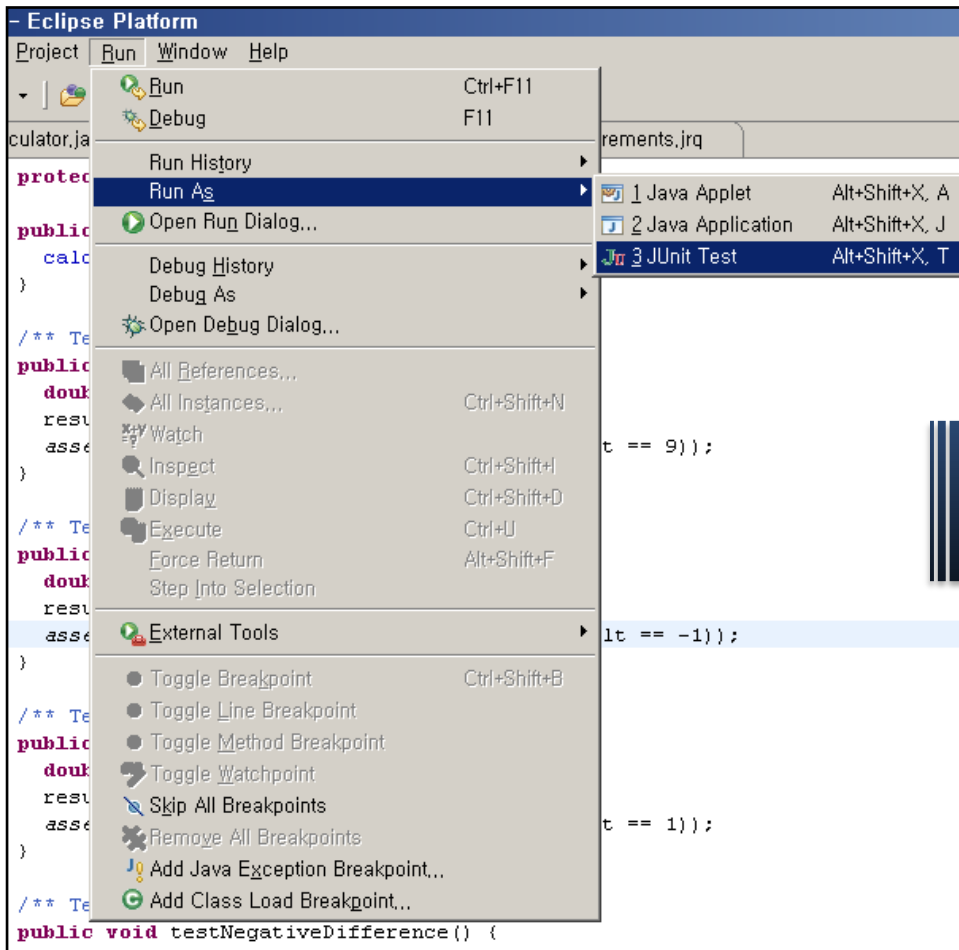 - Eclipse Platform
Project Run Window Help
Run Ctrl+F11
Debug F11
culator.ja
rements.jrq
Run History
Run As
1 Java Applet Alt+Shift+X, A
2 Java Application Alt+Shift+X, J
3 JUnit Test Alt+Shift+X, T
Open Run Dialog...
Debug History
Debug As
Open Debug Dialog...
All References...
All Instances... Ctrl+Shift+N
Watch
Inspect Ctrl+Shift+I
Display Ctrl+Shift+D
Execute Ctrl+U
Force Return Alt+Shift+F
Step Into Selection
External Tools
Toggle Breakpoint Ctrl+Shift+B
Toggle Line Breakpoint
Toggle Method Breakpoint
Toggle Watchpoint
Skip All Breakpoints
Remove All Breakpoints
Add Java Exception Breakpoint...
Add Class Load Breakpoint...
protec
public
calc
}
/** Te
public
doub
resu
asse t == 9));
}
/** Te
public
doub
resu
asse lt == -1));
}
/** Te
public
doub
resu
asse t == 1));
}
/** Te
public void testNegativeDifference() {